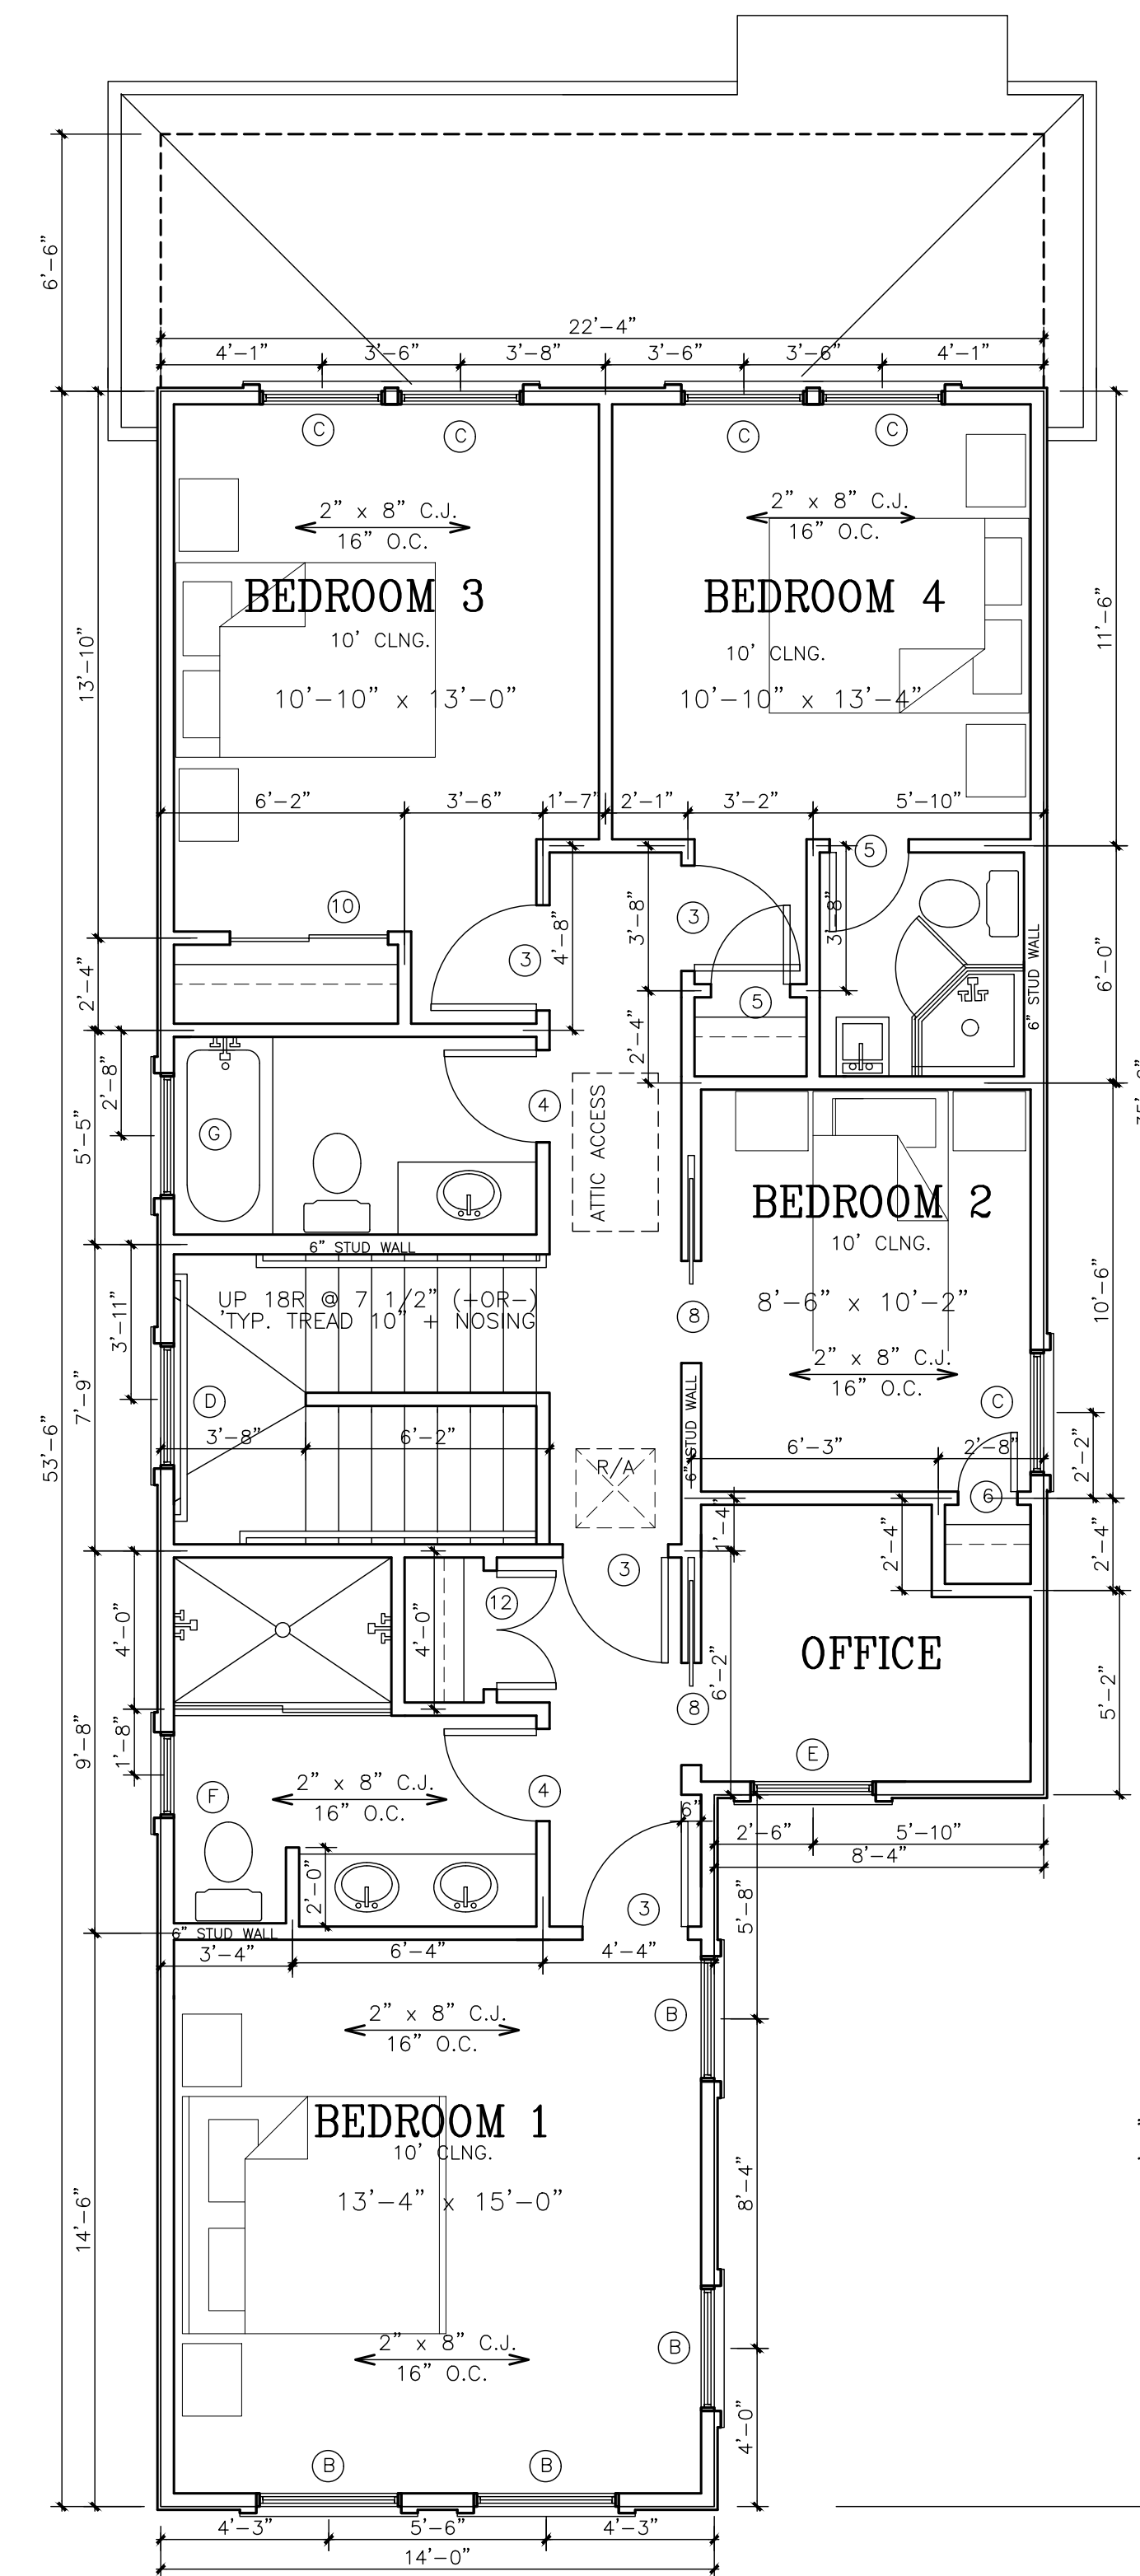 6'-6"
22'-4"
4'-1" 3'-6" 3'-8" 3'-6" 3'-6" 4'-1"
C C C C
2" x 8" C.J.
16" O.C.
2" x 8" C.J.
16" O.C.
BEDROOM 3
10' CLNG.
10'-10" x 13'-0"
BEDROOM 4
10' CLNG.
10'-10" x 13'-4"
13'-10"
11'-6"
6'-2" 3'-6" 1'-7" 2'-1" 3'-2" 5'-10"
10
3
4'-8"
3'-8"
3
5
3'-8"
5
6" STUD WALL
6'-0"
2'-4"
2'-4"
2'-8"
5'-5"
G
4
ATTIC ACCESS
BEDROOM 2
10' CLNG.
8'-6" x 10'-2"
2" x 8" C.J.
16" O.C.
10'-6"
6" STUD WALL
UP 18R @ 7 1/2" (+OR-)
'TYP. TREAD 10" + NOSING
3'-11"
7'-9"
53'-6"
D
3'-8" 6'-2"
8
6" STUD WALL
R/A
C
6'-3" 2'-8"
2'-2"
6
1'-4"
2'-4"
2'-4"
3
12
4'-0"
4'-0"
OFFICE
6'-2"
8
5'-2"
E
9'-8"
1'-8"
F
2" x 8" C.J.
16" O.C.
4
6"
2'-6" 5'-10"
8'-4"
2'-0"
3
5'-8"
6" STUD WALL
3'-4" 6'-4" 4'-4"
2" x 8" C.J.
16" O.C.
B
BEDROOM 1
10' CLNG.
13'-4" x 15'-0"
14'-6"
8'-4"
2" x 8" C.J.
16" O.C.
B
4'-0"
B B
4'-3" 5'-6" 4'-3"
14'-0"